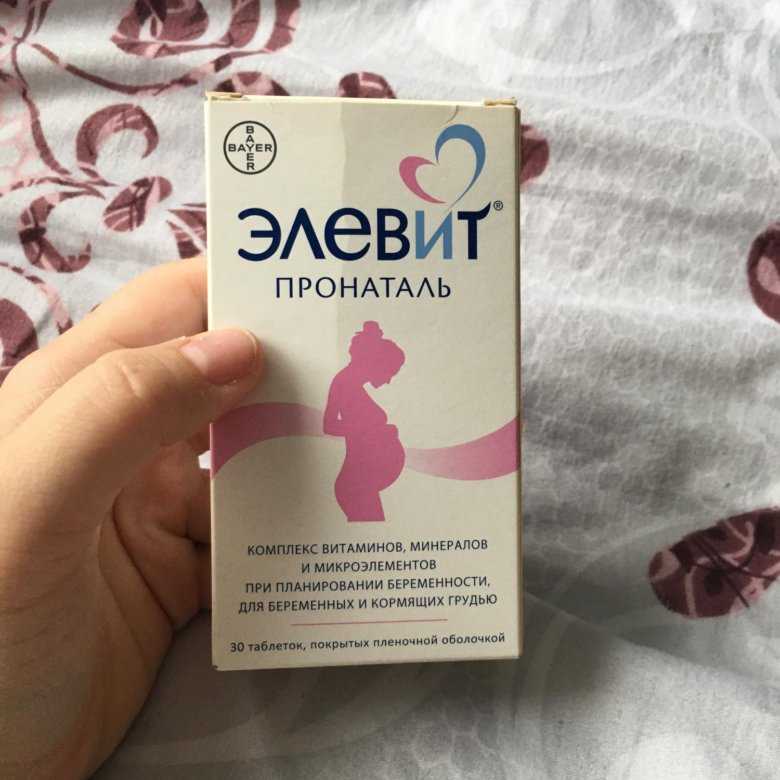 BAYER
BAYER
ЭЛЕВИТ®
ПРОНАТАЛЬ
КОМПЛЕКС ВИТАМИНОВ, МИНЕРАЛОВ
И МИКРОЭЛЕМЕНТОВ
ПРИ ПЛАНИРОВАНИИ БЕРЕМЕННОСТИ,
ДЛЯ БЕРЕМЕННЫХ И КОРМЯЩИХ ГРУДЬЮ
30 таблеток, покрытых пленочной оболочкой